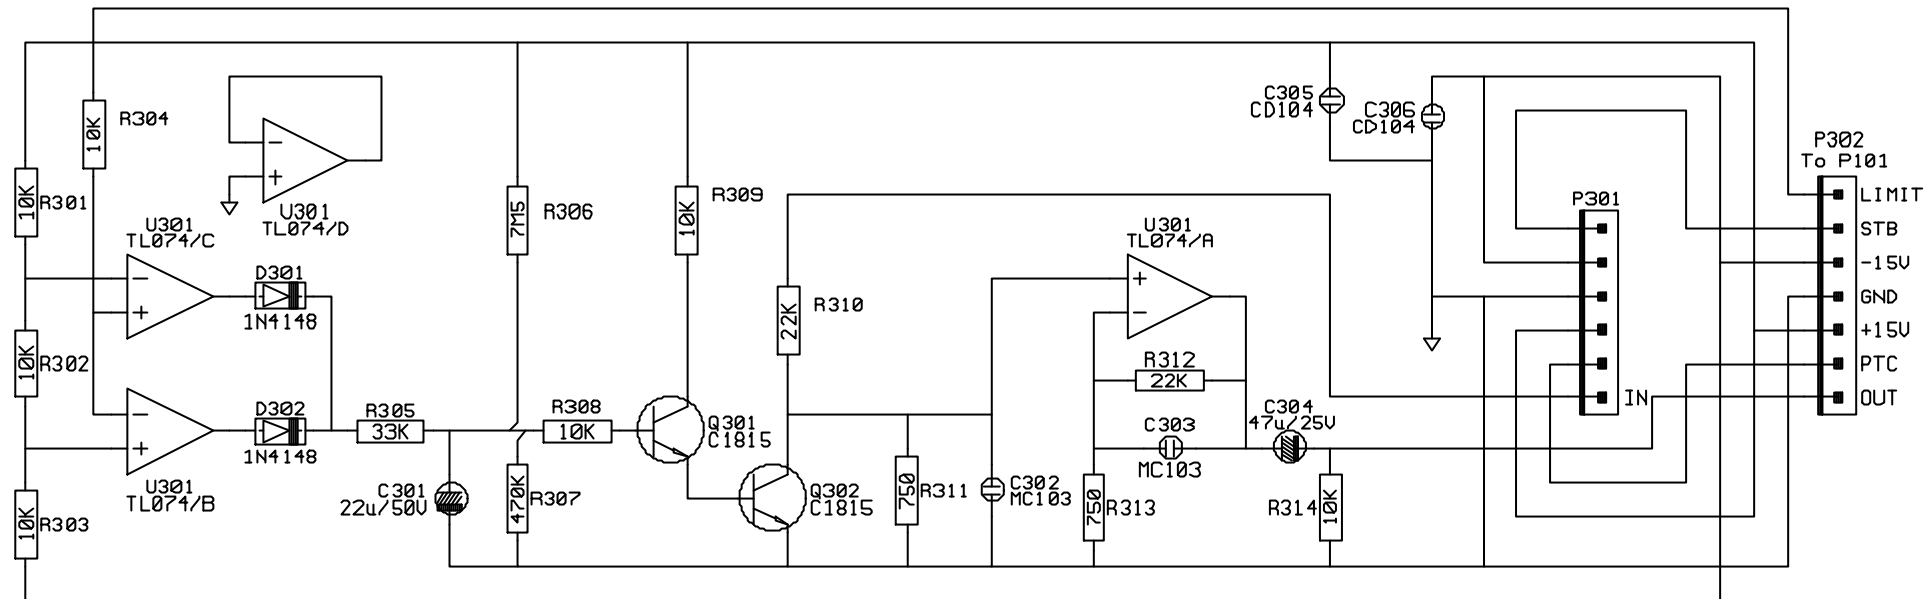 R304
10K
C305
CD104
C306
CD104
P302
To P101
LIMIT
STB
-15V
GND
+15V
PTC
OUT
P301
IN
R301
10K
U301
TL074/D
U301
TL074/C
R306
7M5
R309
10K
U301
TL074/A
D301
1N4148
R310
22K
R302
10K
R312
22K
D302
1N4148
R305
33K
R308
10K
Q301
C1815
C303
MC103
C304
47u/25V
U301
TL074/B
R303
10K
C301
22u/50V
R307
470K
Q302
C1815
R311
750
C302
MC103
R313
750
R314
10K